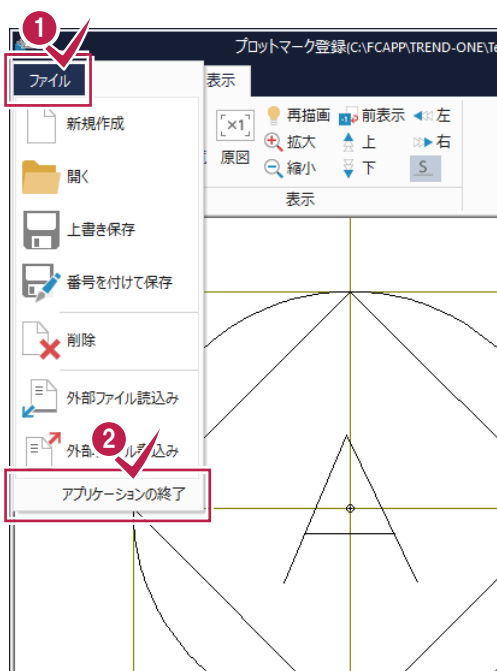 1
プロットマーク登録(C:\FCAPP\TREND-ONE\Te
ファイル
表示
新規作成
開く
上書き保存
番号を付けて保存
削除
外部ファイル読込み
2
アプリケーションの終了
×1
原図
再描画
拡大
縮小
前表示
上
下
左
右
S
表示
A